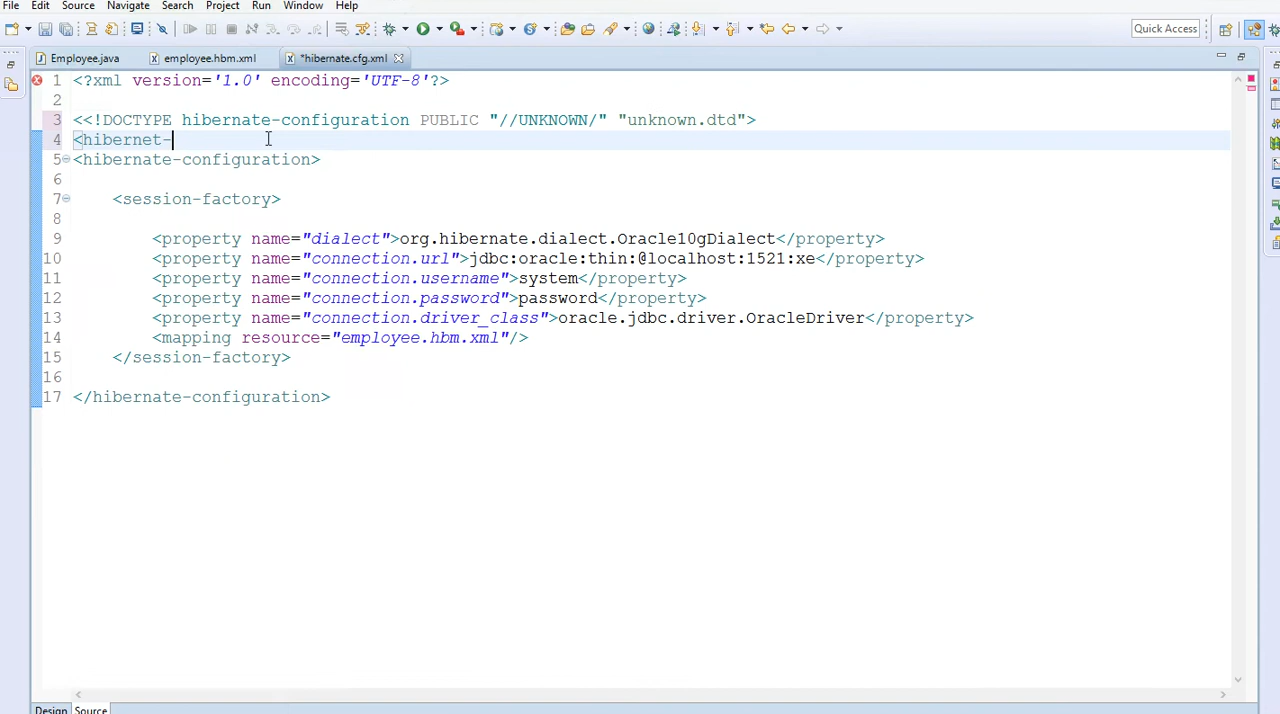 File Edit Source Navigate Search Project Run Window Help
Quick Access
Employee.java employee.hbm.xml *hibernate.cfg.xml
1 <?xml version='1.0' encoding='UTF-8'?>
2
3 <<!DOCTYPE hibernate-configuration PUBLIC "//UNKNOWN/" "unknown.dtd">
4 <hibernet-
5 <hibernate-configuration>
6
7 <session-factory>
8
9 <property name="dialect">org.hibernate.dialect.Oracle10gDialect</property>
10 <property name="connection.url">jdbc:oracle:thin:@localhost:1521:xe</property>
11 <property name="connection.username">system</property>
12 <property name="connection.password">password</property>
13 <property name="connection.driver_class">oracle.jdbc.driver.OracleDriver</property>
14 <mapping resource="employee.hbm.xml"/>
15 </session-factory>
16
17 </hibernate-configuration>
Design Source